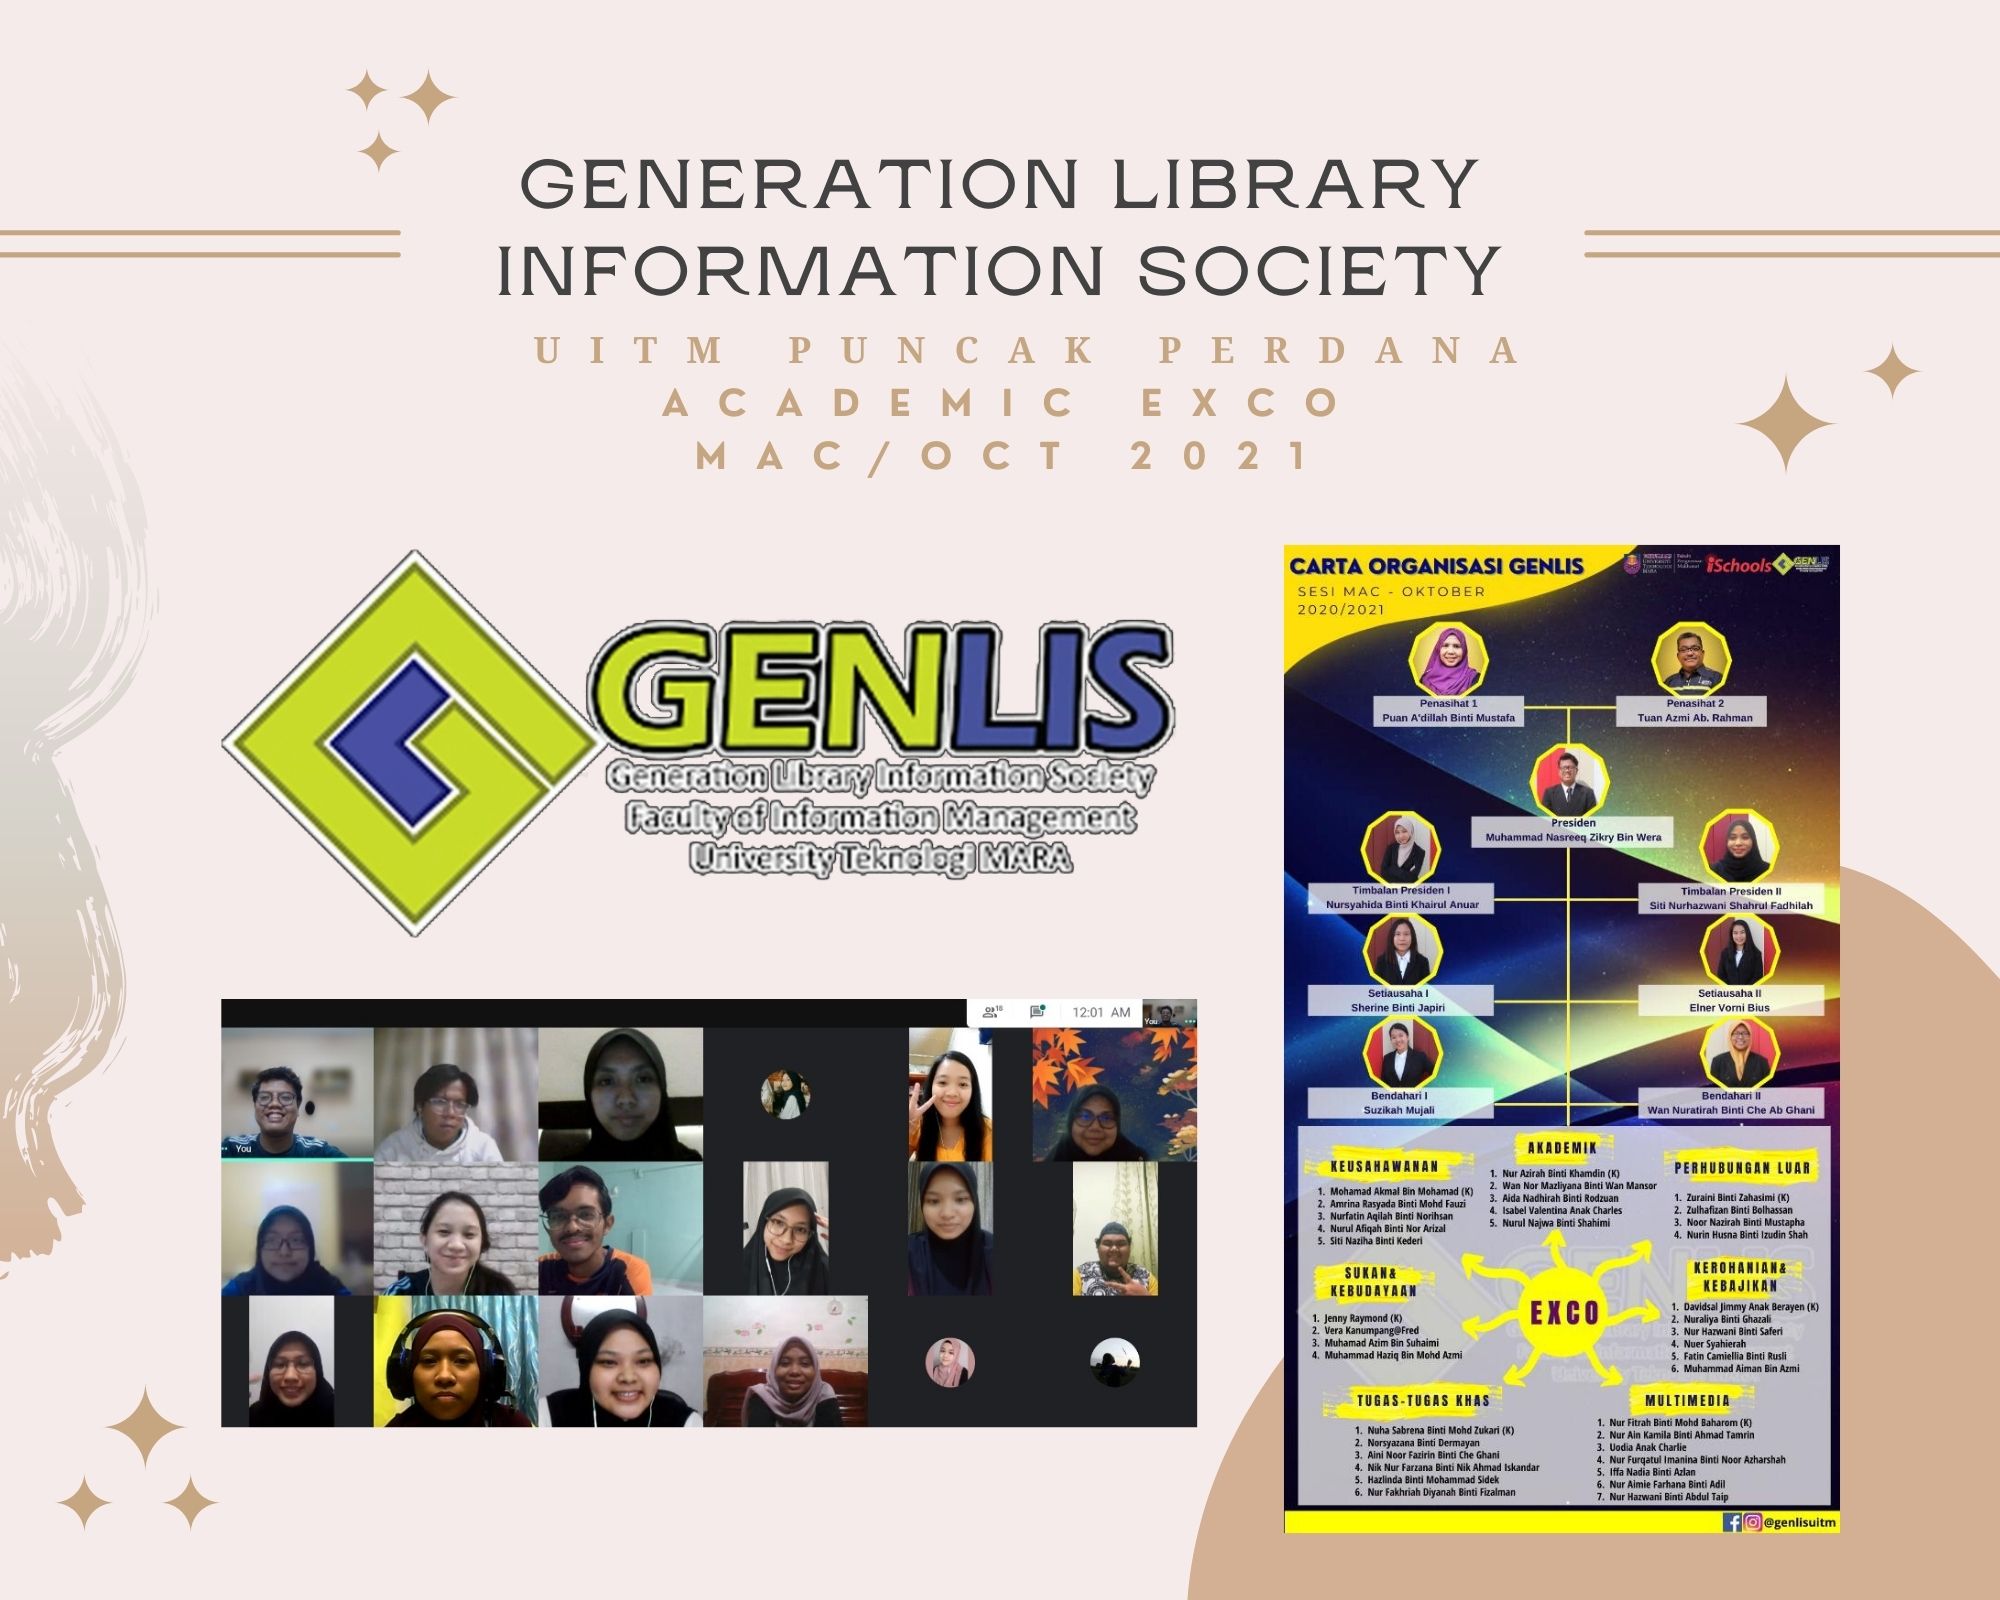 GENERATION LIBRARY
INFORMATION SOCIETY
UITM PUNCAK PERDANA
ACADEMIC EXCO
MAC/OCT 2021
GENLIS
Generation Library Information Society
Faculty of Information Management
University Teknologi MARA
18
12:01 AM
You
You
CARTA ORGANISASI GENLIS
SESI MAC - OKTOBER
2020/2021
iSchools
GENLIS
Penasihat 1
Puan A'dillah Binti Mustafa
Penasihat 2
Tuan Azmi Ab. Rahman
Presiden
Muhammad Nasreeq Zikry Bin Wera
Timbalan Presiden I
Nursyahida Binti Khairul Anuar
Timbalan Presiden II
Siti Nurhazwani Shahrul Fadhilah
Setiausaha I
Sherine Binti Japiri
Setiausaha II
Elner Vorni Bius
Bendahari I
Suzikah Mujali
Bendahari II
Wan Nuratirah Binti Che Ab Ghani
KEUSAHAWANAN
1. Mohamad Akmal Bin Mohamad (K)
2. Amrina Rasyada Binti Mohd Fauzi
3. Nurfatin Aqilah Binti Norihsan
4. Nurul Afiqah Binti Nor Arizal
5. Siti Naziha Binti Kederi
AKADEMIK
1. Nur Azirah Binti Khamdin (K)
2. Wan Nor Mazliyana Binti Wan Mansor
3. Aida Nadhirah Binti Rodzuan
4. Isabel Valentina Anak Charles
5. Nurul Najwa Binti Shahimi
PERHUBUNGAN LUAR
1. Zuraini Binti Zahasimi (K)
2. Zulhafizan Binti Bolhassan
3. Noor Nazirah Binti Mustapha
4. Nurin Husna Binti Izudin Shah
SUKAN&
KEBUDAYAAN
1. Jenny Raymond (K)
2. Vera Kanumpang@Fred
3. Muhamad Azim Bin Suhaimi
4. Muhammad Haziq Bin Mohd Azmi
EXCO
KEROHANIAN&
KEBAJIKAN
1. Davidsal Jimmy Anak Berayen (K)
2. Nuraliya Binti Ghazali
3. Nur Hazwani Binti Saferi
4. Nuer Syahierah
5. Fatin Camiellia Binti Rusli
6. Muhammad Aiman Bin Azmi
TUGAS-TUGAS KHAS
1. Nuha Sabrena Binti Mohd Zukari (K)
2. Norsyazana Binti Dermayan
3. Aini Noor Fazirin Binti Che Ghani
4. Nik Nur Farzana Binti Nik Ahmad Iskandar
5. Hazlinda Binti Mohammad Sidek
6. Nur Fakhriah Diyanah Binti Fizalman
MULTIMEDIA
1. Nur Fitrah Binti Mohd Baharom (K)
2. Nur Ain Kamila Binti Ahmad Tamrin
3. Uodia Anak Charlie
4. Nur Furqatul Imanina Binti Noor Azharshah
5. Iffa Nadia Binti Azlan
6. Nur Aimie Farhana Binti Adil
7. Nur Hazwani Binti Abdul Taip
@genlisuitm